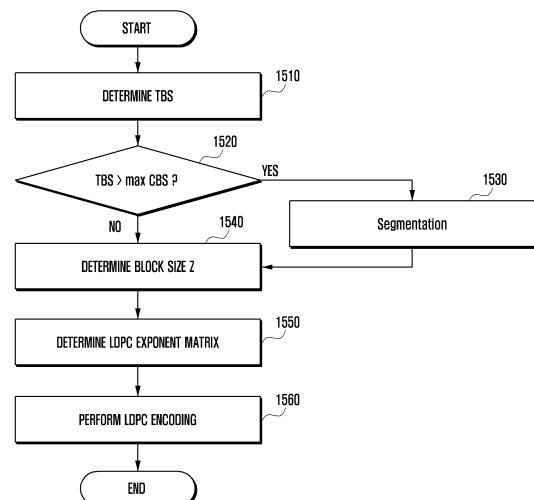 START
1510
DETERMINE TBS
1520
TBS > max CBS ?
YES
1530
Segmentation
NO
1540
DETERMINE BLOCK SIZE Z
1550
DETERMINE LDPC EXPONENT MATRIX
1560
PERFORM LDPC ENCODING
END